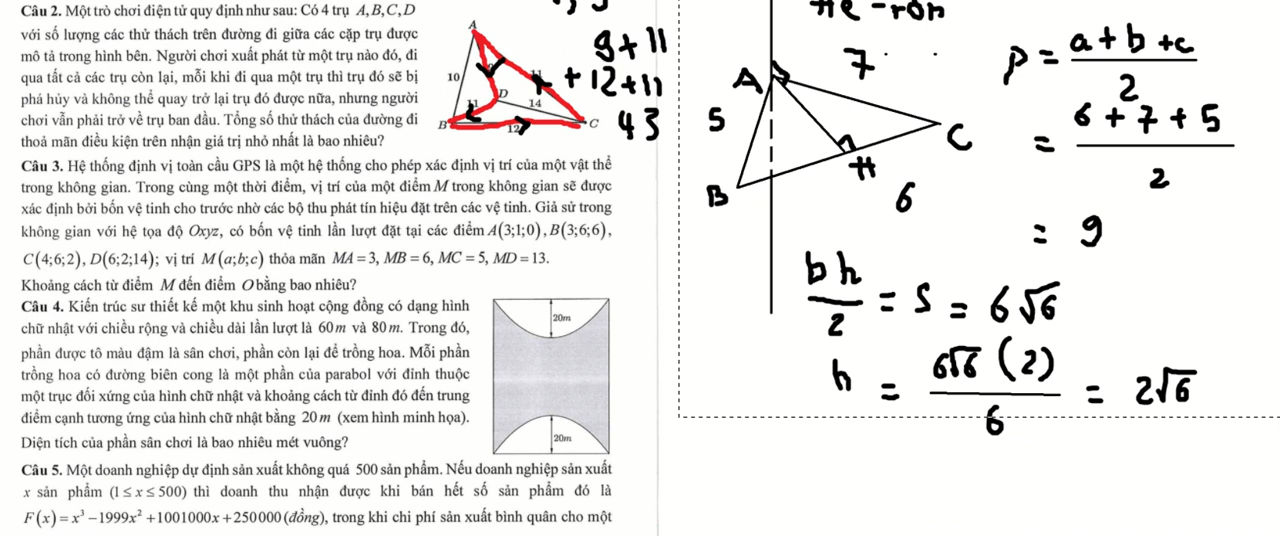 Câu 2. Một trò chơi điện tử quy định như sau: Có 4 trụ A, B, C, D
với số lượng các thử thách trên đường đi giữa các cặp trụ được
mô tả trong hình bên. Người chơi xuất phát từ một trụ nào đó, đi
qua tất cả các trụ còn lại, mỗi khi đi qua một trụ thì trụ đó sẽ bị
phá hủy và không thể quay trở lại trụ đó được nữa, nhưng người
chơi vẫn phải trở về trụ ban đầu. Tổng số thử thách của đường đi
thoả mãn điều kiện trên nhận giá trị nhỏ nhất là bao nhiêu?
A
10
9
11
D
11
14
B
12
C
9+11
+12+11
43
Câu 3. Hệ thống định vị toàn cầu GPS là một hệ thống cho phép xác định vị trí của một vật thể
trong không gian. Trong cùng một thời điểm, vị trí của một điểm M trong không gian sẽ được
xác định bởi bốn vệ tinh cho trước nhờ các bộ thu phát tín hiệu đặt trên các vệ tinh. Giả sử trong
không gian với hệ tọa độ Oxyz, có bốn vệ tinh lần lượt đặt tại các điểm A(3;1;0), B(3;6;6),
C(4;6;2), D(6;2;14); vị trí M(a;b;c) thỏa mãn MA = 3, MB = 6, MC = 5, MD = 13.
Khoảng cách từ điểm M đến điểm O bằng bao nhiêu?
Câu 4. Kiến trúc sư thiết kế một khu sinh hoạt cộng đồng có dạng hình
chữ nhật với chiều rộng và chiều dài lần lượt là 60m và 80m. Trong đó,
phần được tô màu đậm là sân chơi, phần còn lại để trồng hoa. Mỗi phần
trồng hoa có đường biên cong là một phần của parabol với đỉnh thuộc
một trục đối xứng của hình chữ nhật và khoảng cách từ đỉnh đó đến trung
điểm cạnh tương ứng của hình chữ nhật bằng 20m (xem hình minh họa).
Diện tích của phần sân chơi là bao nhiêu mét vuông?
20m
20m
Câu 5. Một doanh nghiệp dự định sản xuất không quá 500 sản phẩm. Nếu doanh nghiệp sản xuất
x sản phẩm (1 ≤ x ≤ 500) thì doanh thu nhận được khi bán hết số sản phẩm đó là
F(x) = x³ − 1999x² + 1001000x + 250000 (đồng), trong khi chi phí sản xuất bình quân cho một
He-ron
A
7
5
C
H
B
6
p = (a+b+c)/2
= (6+7+5)/2
= 9
bh/2 = S = 6√6
h = 6√6 (2)/6 = 2√6